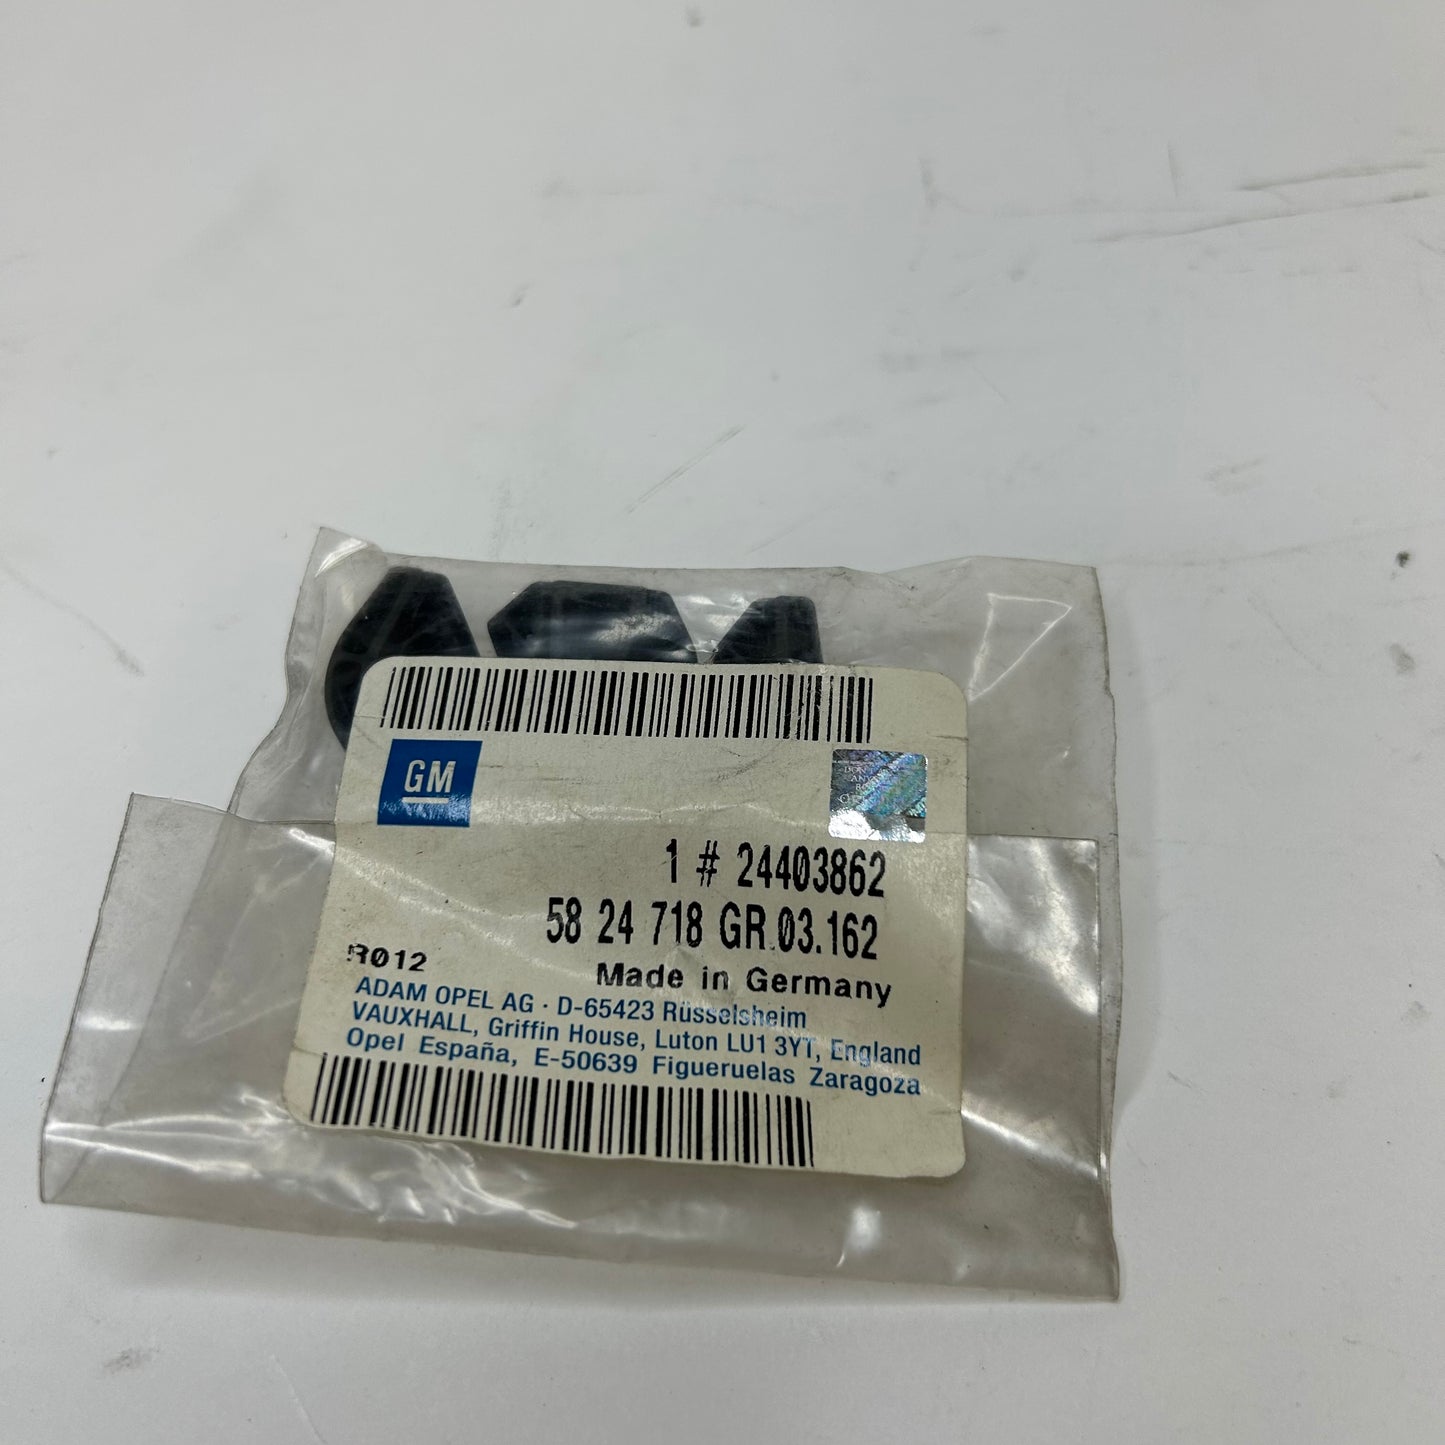 GM
1 # 24403862
58 24 718 GR.03.162
R012
Made in Germany
ADAM OPEL AG · D-65423 Rüsselsheim
VAUXHALL, Griffin House, Luton LU1 3YT, England
Opel España, E-50639 Figueruelas Zaragoza